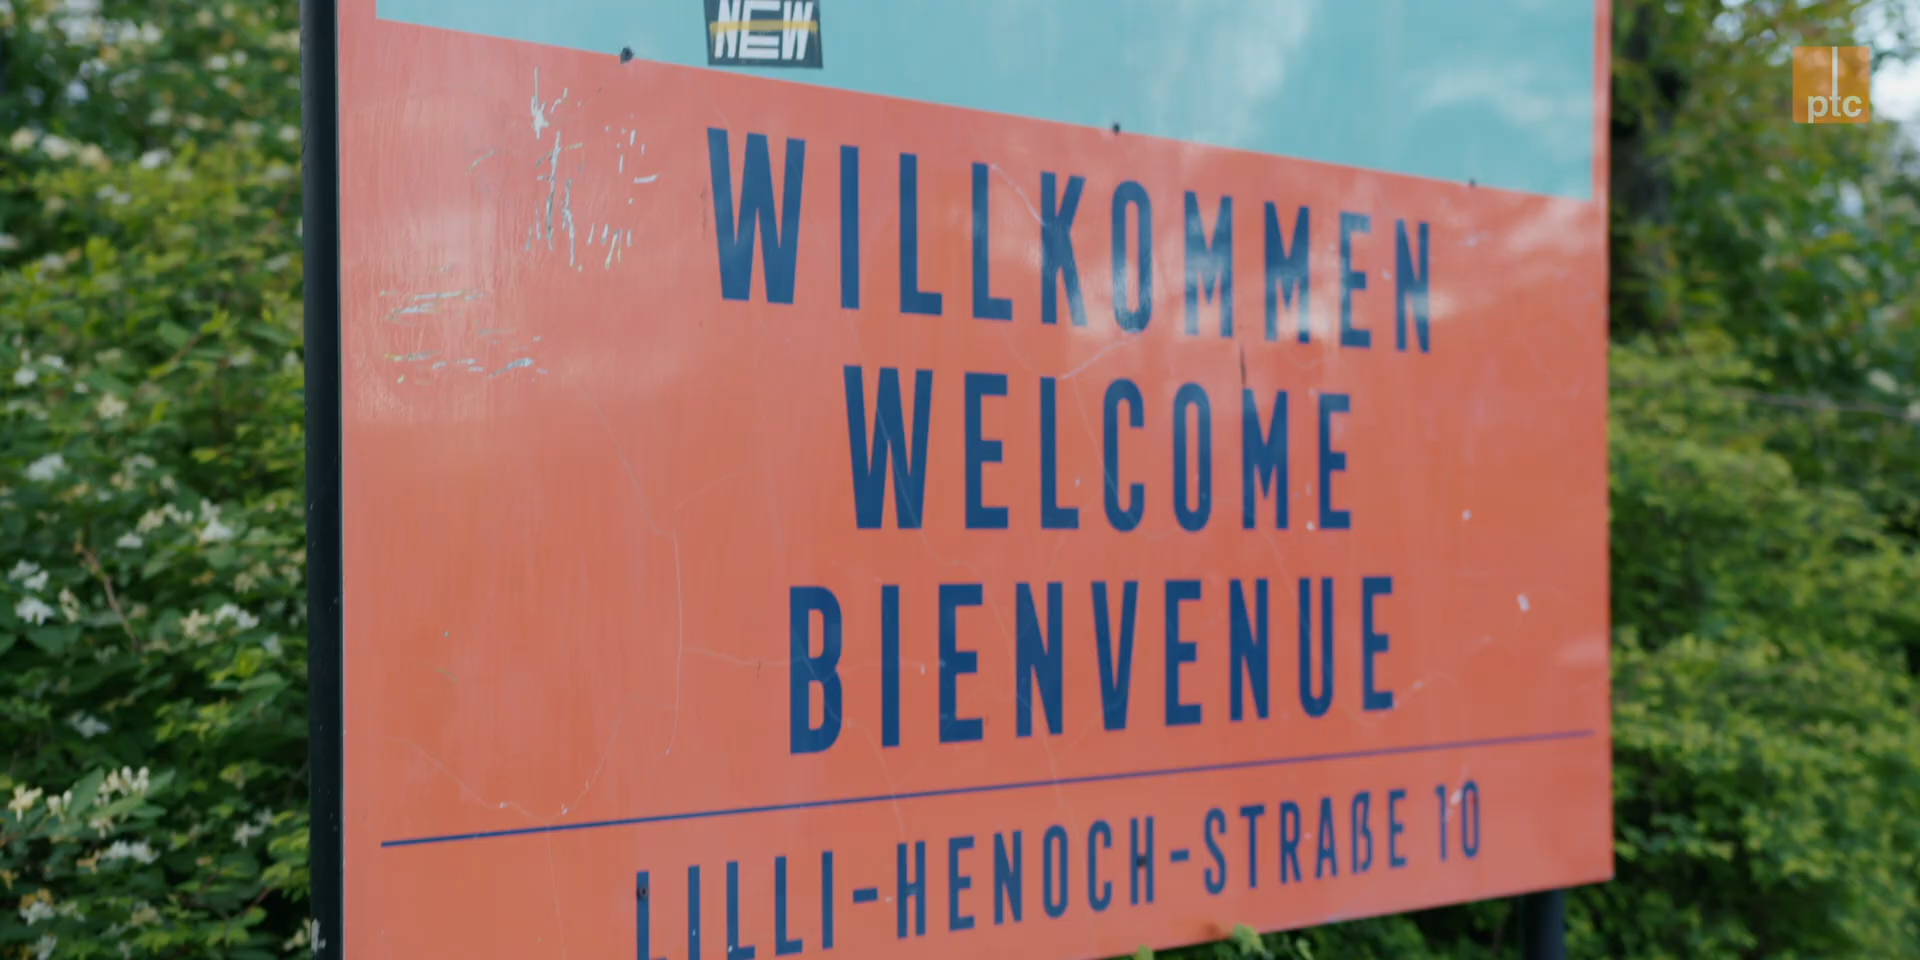 NEW
ptc
WILLKOMMEN
WELCOME
BIENVENUE
LILLI-HENOCH-STRAßE 10